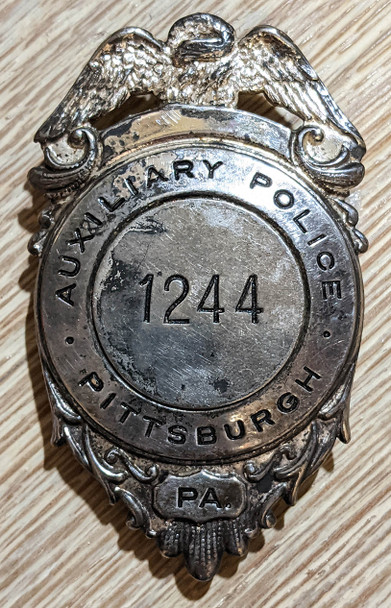 · AUXILIARY POLICE ·
1244
PITTSBURGH
PA.